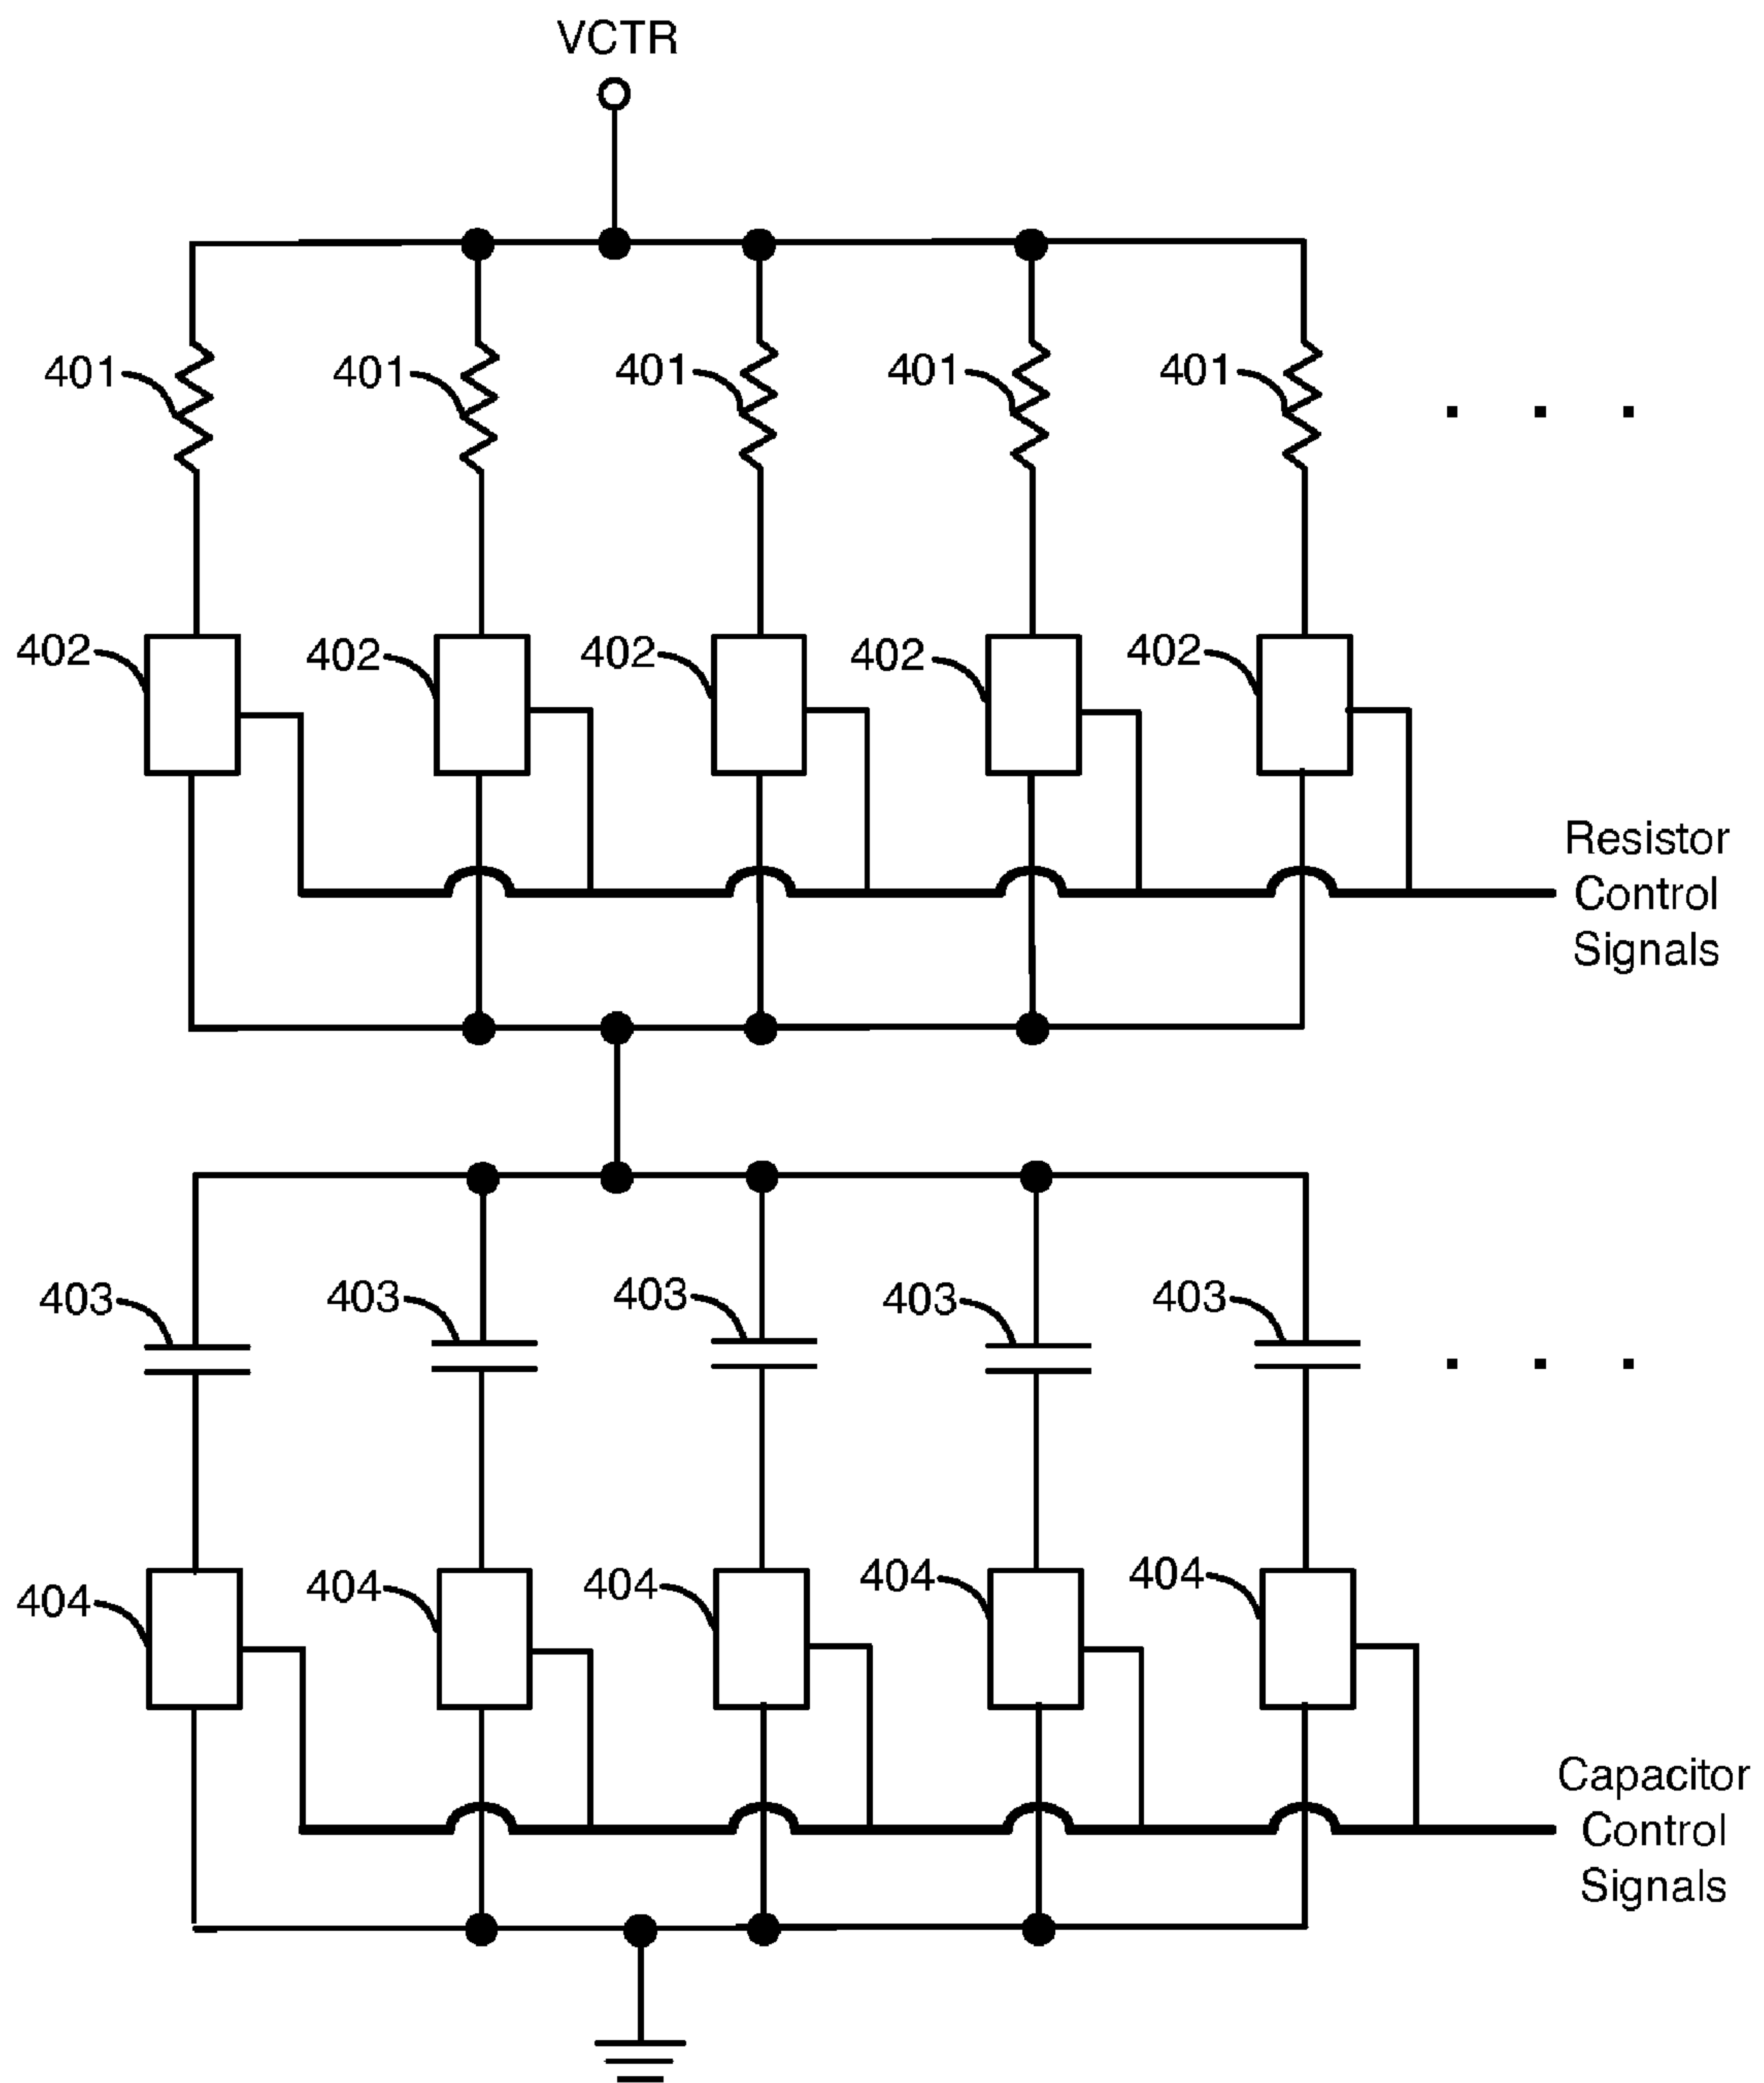 VCTR
401 401 401 401 401
. . .
402 402 402 402 402
Resistor
Control
Signals
403 403 403 403 403
. . .
404 404 404 404 404
Capacitor
Control
Signals